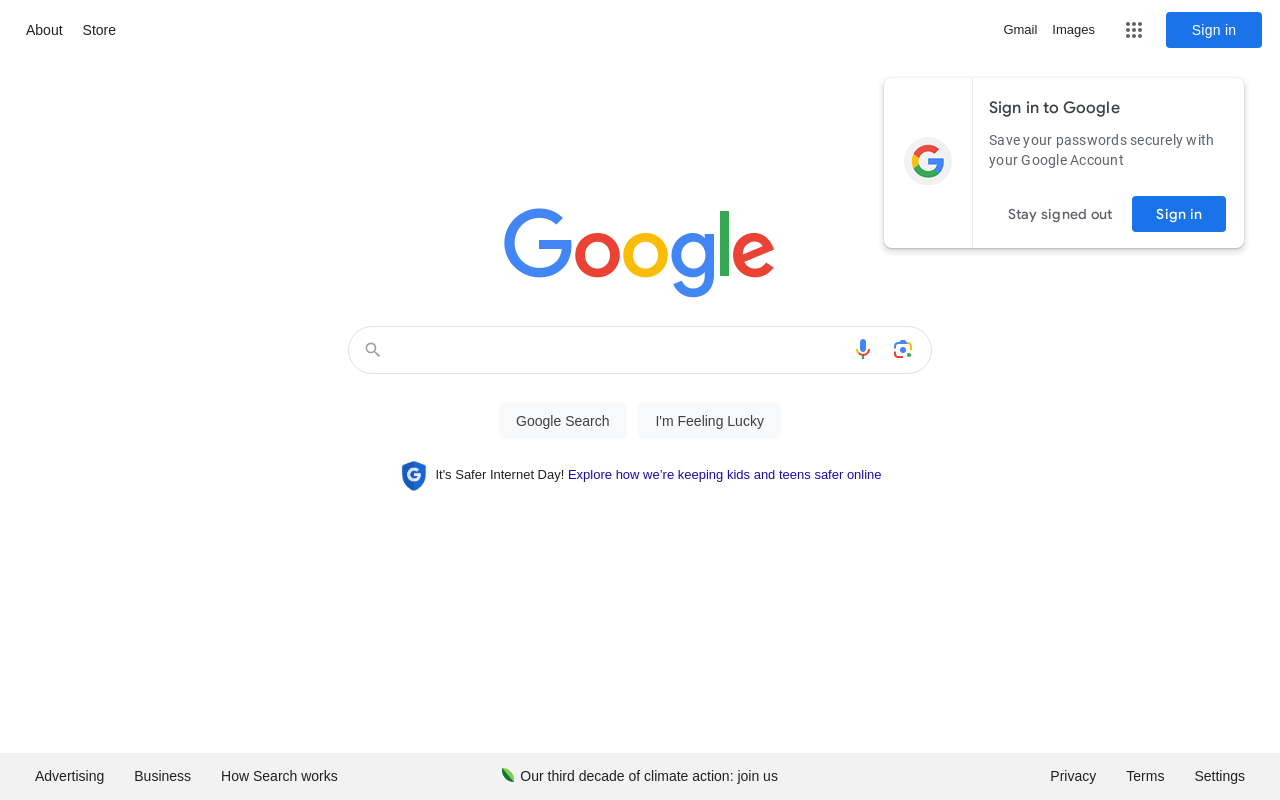 About Store Gmail Images Sign in
Sign in to Google
Save your passwords securely with
your Google Account
Stay signed out Sign in
Google
Google Search I'm Feeling Lucky
It's Safer Internet Day! Explore how we're keeping kids and teens safer online
Advertising Business How Search works Our third decade of climate action: join us Privacy Terms Settings